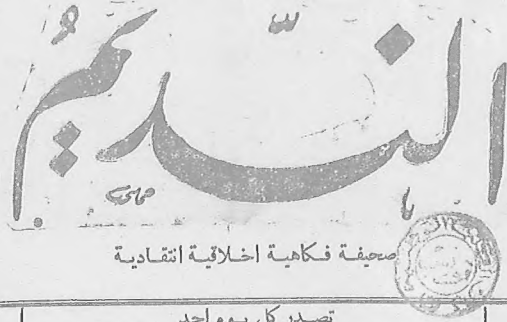 النديم
صحيفة فكاهية اخلاقية انتقادية
تصدر كل يوم احد